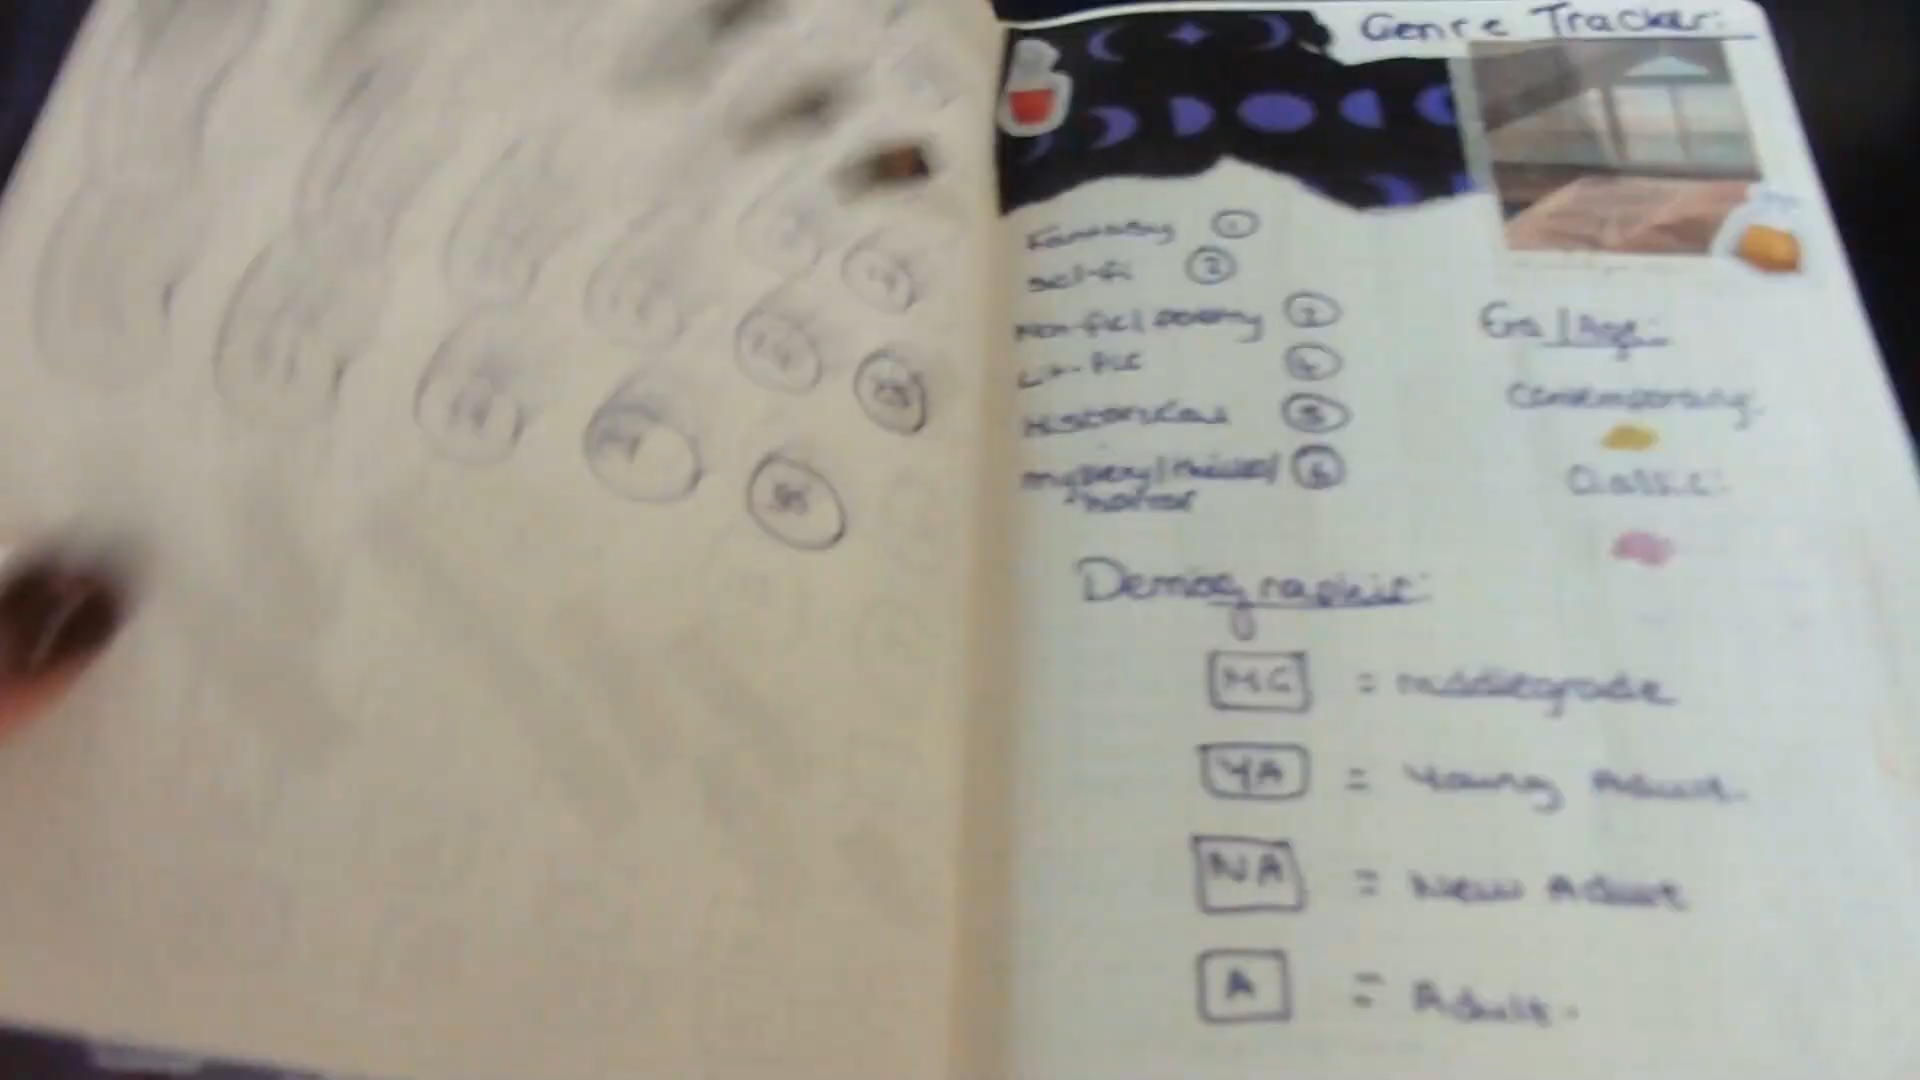 Genre Tracker:
Fantasy 1
Sci-fi 2
Non-fic/poetry 3
Lit-fic 4
Historical 5
mystery/thriller/ 6
horror
Era/Age:
Contemporary:
Classic:
Demographic:
MG = middlegrade
YA = Young Adult.
NA = New Adult
A = Adult.